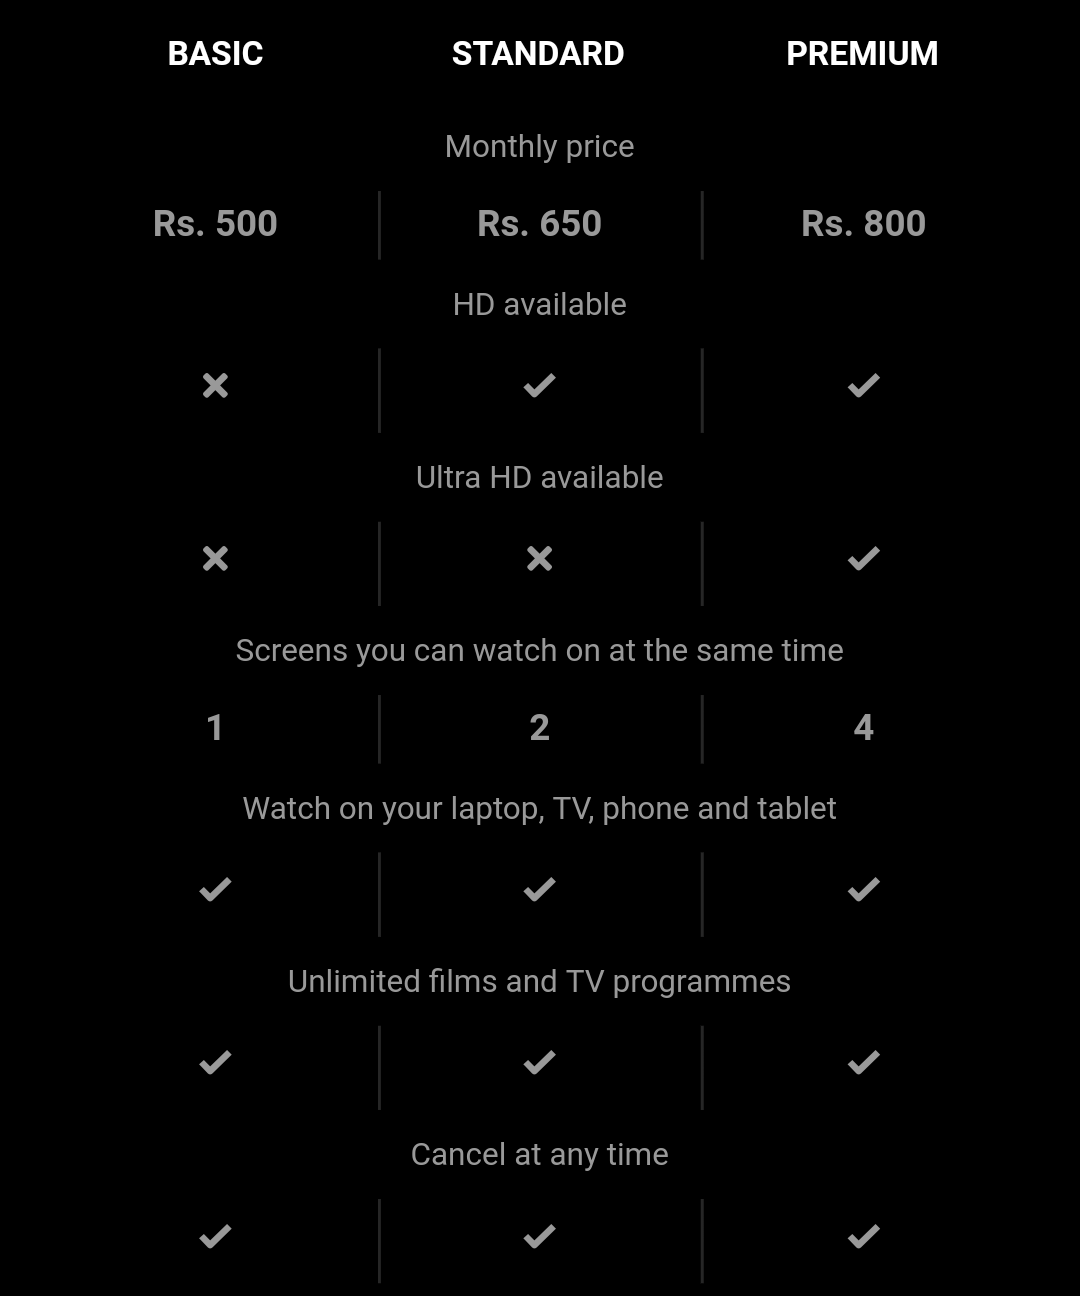 BASIC STANDARD PREMIUM
Monthly price
Rs. 500 Rs. 650 Rs. 800
HD available
Ultra HD available
Screens you can watch on at the same time
1 2 4
Watch on your laptop, TV, phone and tablet
Unlimited films and TV programmes
Cancel at any time